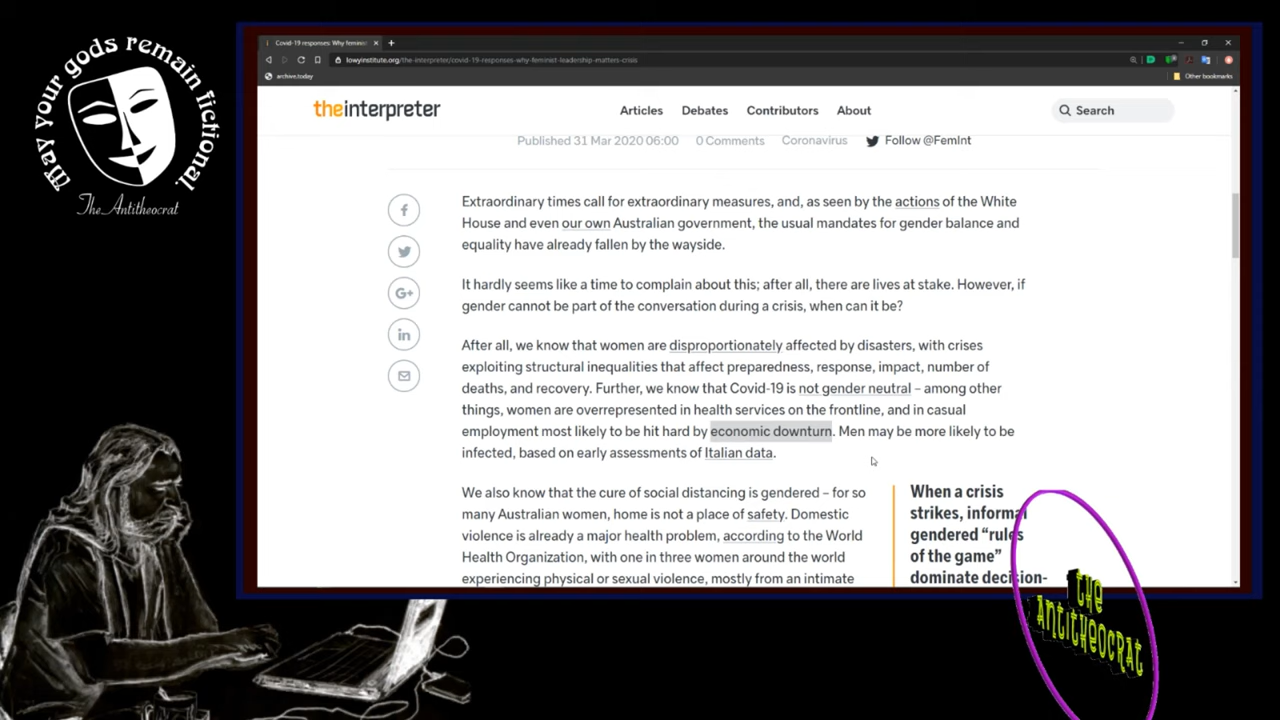 May your gods remain fictional.
The Antitheocrat
Covid-19 responses: Why feminis
lowyinstitute.org/the-interpreter/covid-19-responses-why-feminist-leadership-matters-crisis
archive.today
Other bookmarks
theinterpreter
Articles
Debates
Contributors
About
Search
Published 31 Mar 2020 06:00
0 Comments
Coronavirus
Follow @FemInt
Extraordinary times call for extraordinary measures, and, as seen by the actions of the White
House and even our own Australian government, the usual mandates for gender balance and
equality have already fallen by the wayside.
It hardly seems like a time to complain about this; after all, there are lives at stake. However, if
gender cannot be part of the conversation during a crisis, when can it be?
After all, we know that women are disproportionately affected by disasters, with crises
exploiting structural inequalities that affect preparedness, response, impact, number of
deaths, and recovery. Further, we know that Covid-19 is not gender neutral – among other
things, women are overrepresented in health services on the frontline, and in casual
employment most likely to be hit hard by economic downturn. Men may be more likely to be
infected, based on early assessments of Italian data.
We also know that the cure of social distancing is gendered – for so
many Australian women, home is not a place of safety. Domestic
violence is already a major health problem, according to the World
Health Organization, with one in three women around the world
experiencing physical or sexual violence, mostly from an intimate
When a crisis
strikes, informal
gendered “rules
of the game”
dominate decision-
the
Antitheocrat